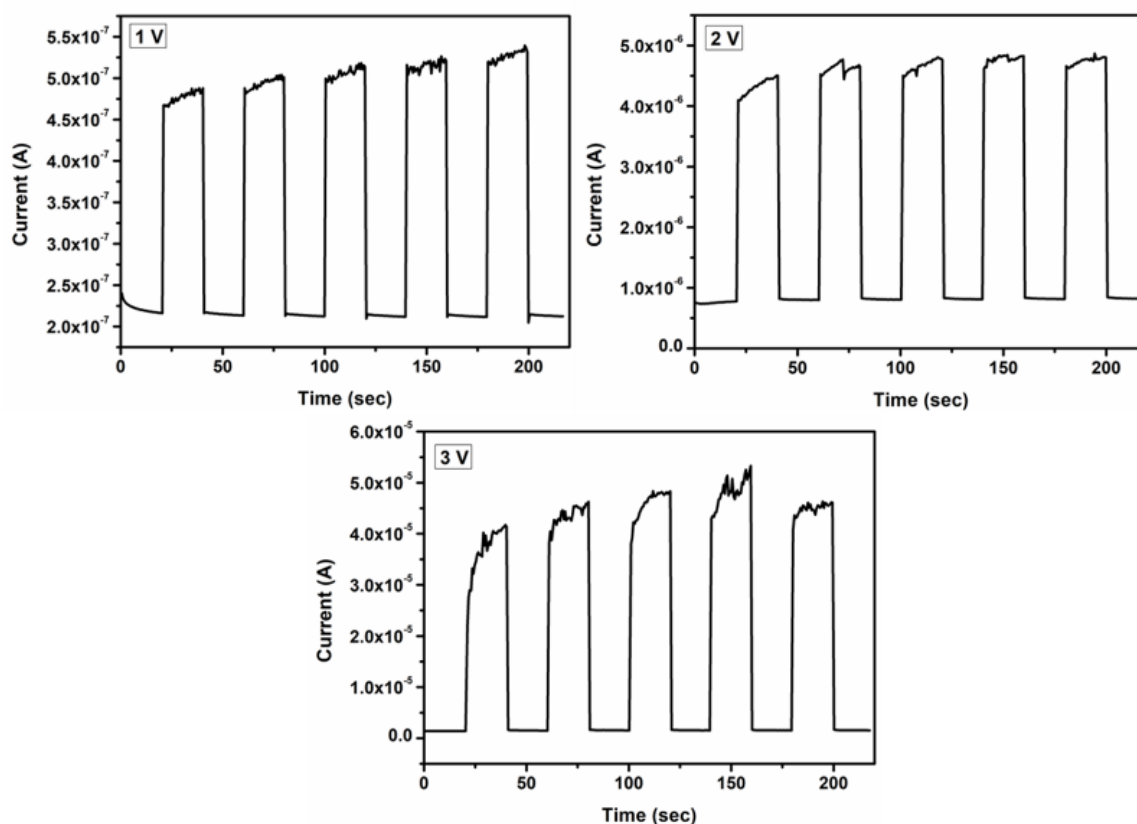 1 V
5.5x10⁻⁷
5.0x10⁻⁷
4.5x10⁻⁷
4.0x10⁻⁷
3.5x10⁻⁷
3.0x10⁻⁷
2.5x10⁻⁷
2.0x10⁻⁷
Current (A)
0 50 100 150 200
Time (sec)
2 V
5.0x10⁻⁶
4.0x10⁻⁶
3.0x10⁻⁶
2.0x10⁻⁶
1.0x10⁻⁶
0.0
Current (A)
0 50 100 150 200
Time (sec)
3 V
6.0x10⁻⁵
5.0x10⁻⁵
4.0x10⁻⁵
3.0x10⁻⁵
2.0x10⁻⁵
1.0x10⁻⁵
0.0
Current (A)
0 50 100 150 200
Time (sec)